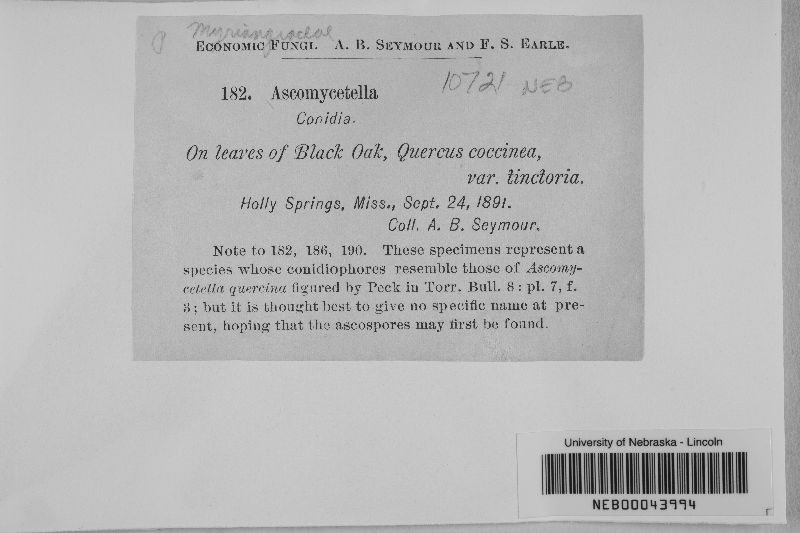 Myriangiaceae
ECONOMIC FUNGI. A. B. SEYMOUR AND F. S. EARLE.
10721 NEB
182. Ascomycetella
Conidia.
On leaves of Black Oak, Quercus coccinea,
var. tinctoria.
Holly Springs, Miss., Sept. 24, 1891.
Coll. A. B. Seymour.
Note to 182, 186, 190. These specimens represent a
species whose conidiophores resemble those of Ascomy-
cetella quercina figured by Peck in Torr. Bull. 8: pl. 7, f.
3; but it is thought best to give no specific name at pre-
sent, hoping that the ascospores may first be found.
University of Nebraska - Lincoln
NEB00043994